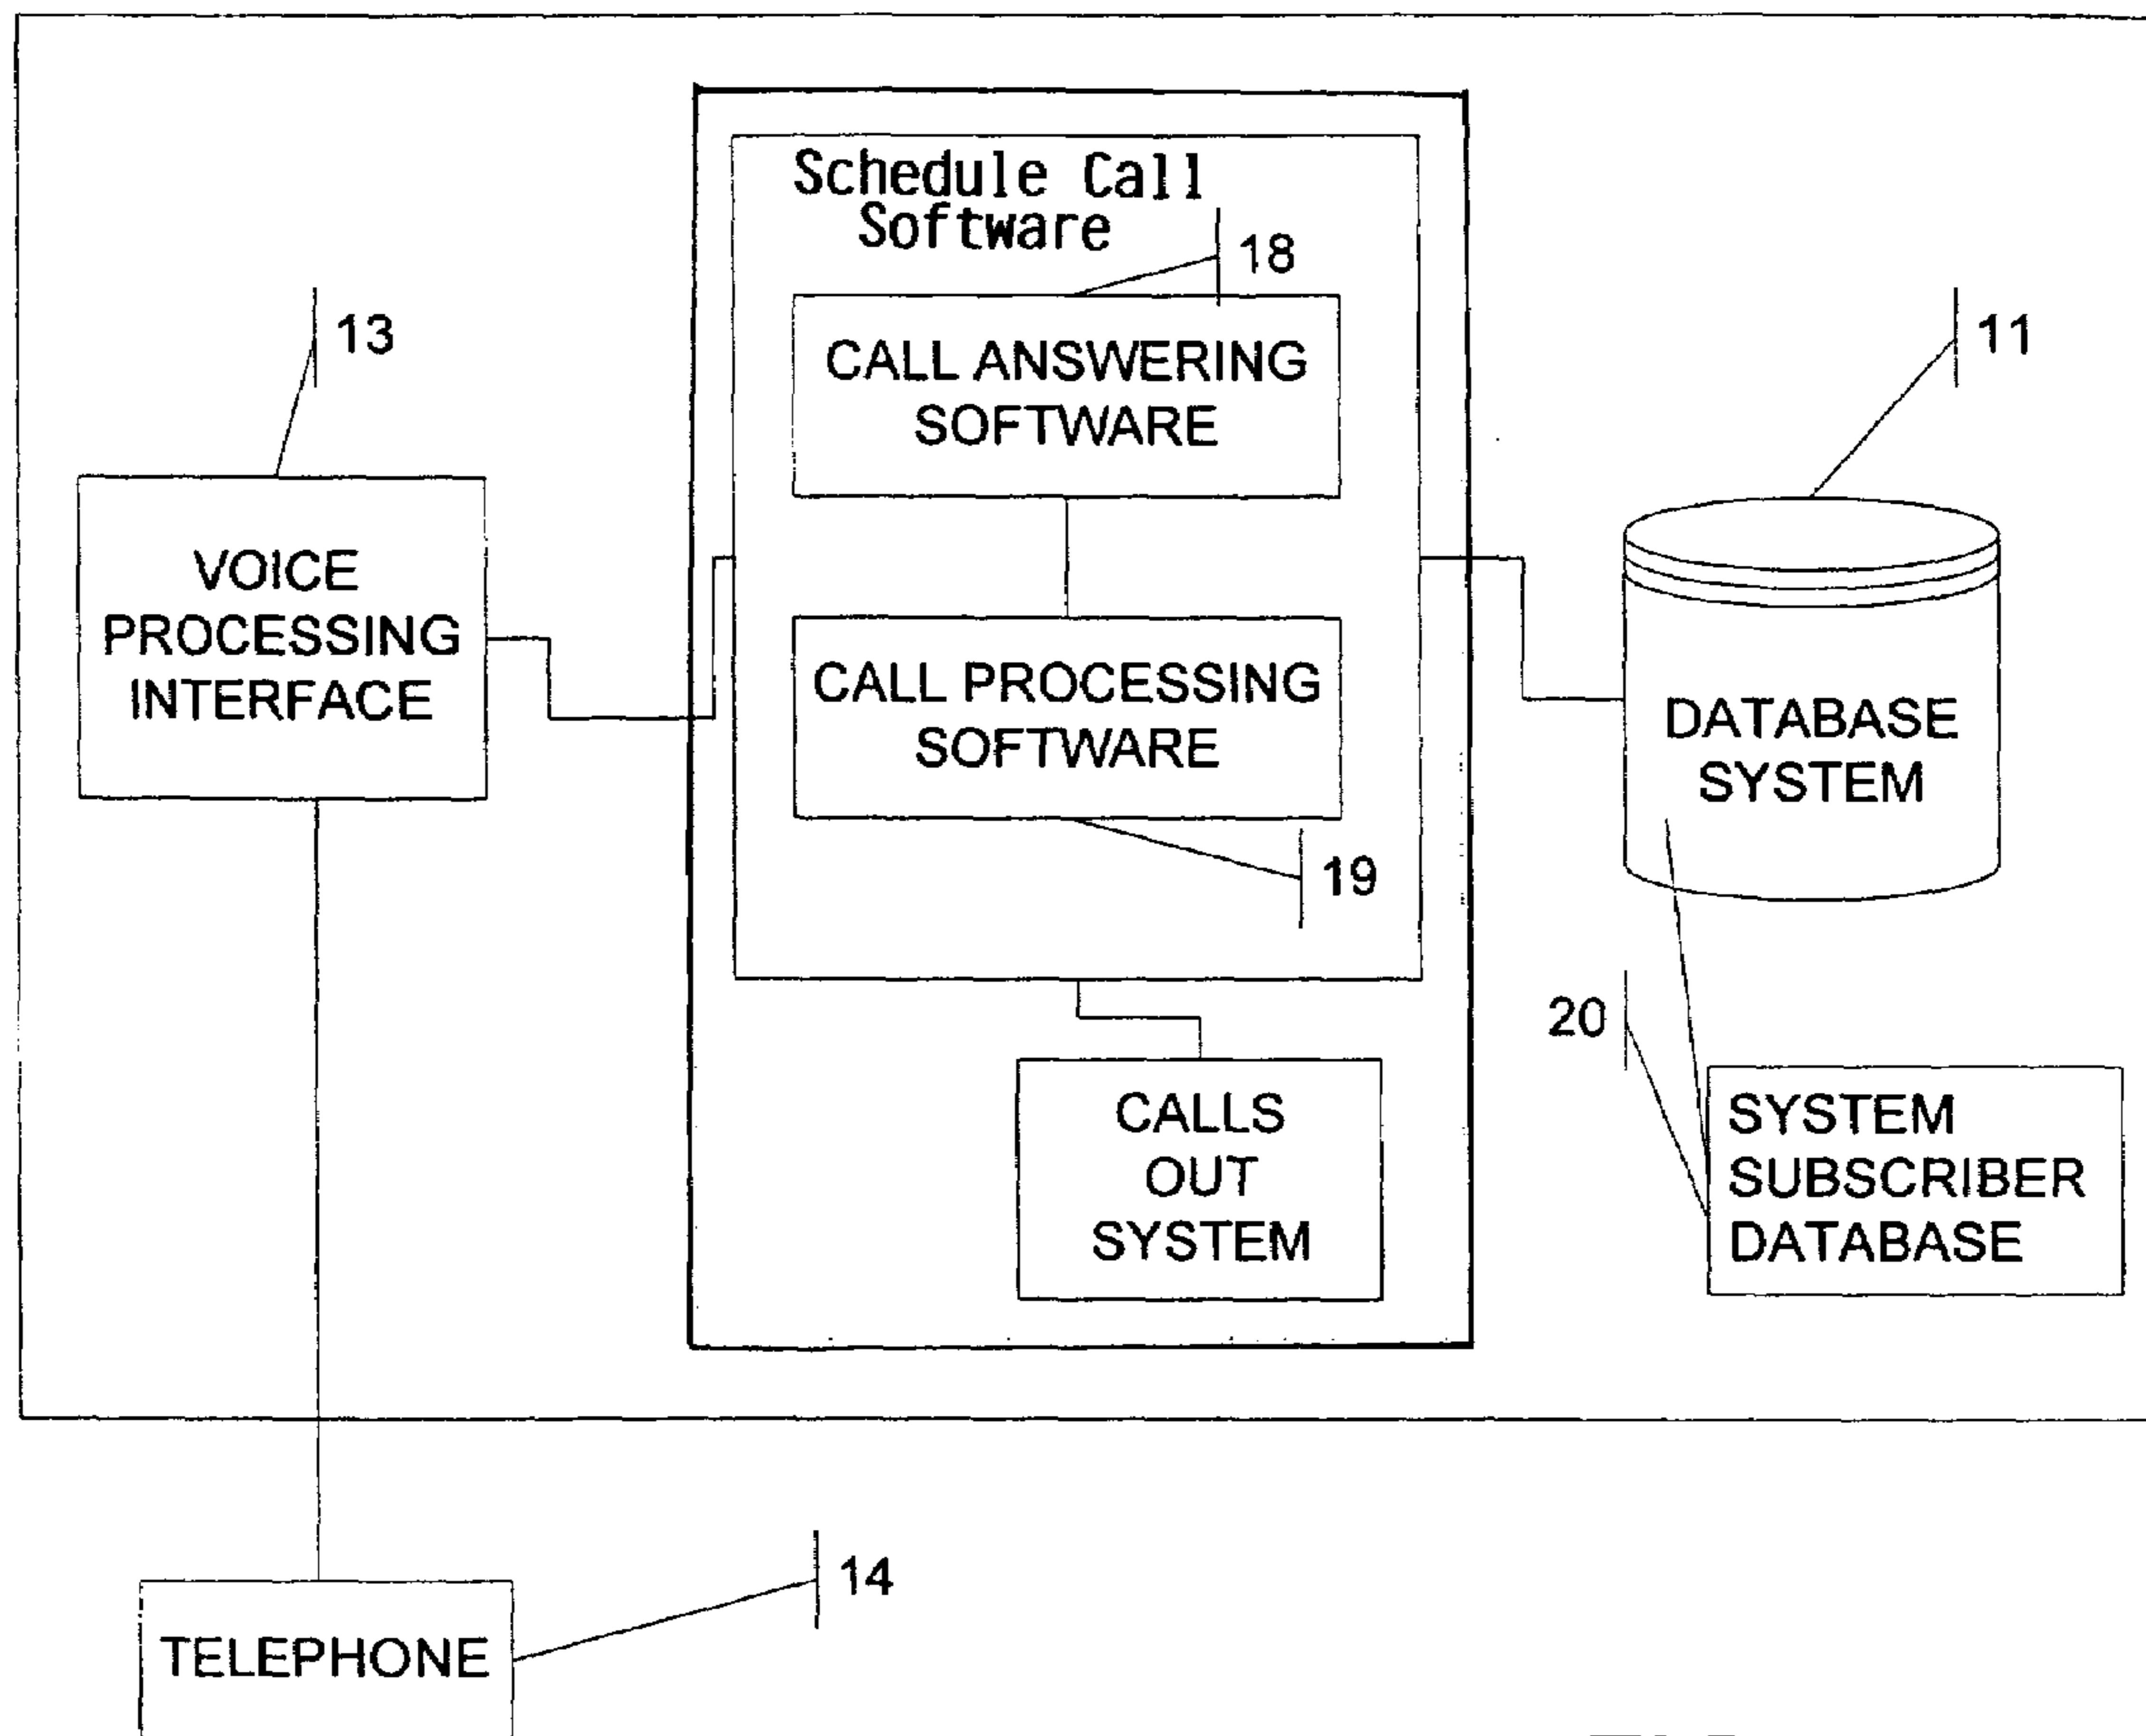 Schedule Call
Software
18
13
11
CALL ANSWERING
SOFTWARE
VOICE
PROCESSING
INTERFACE
CALL PROCESSING
SOFTWARE
DATABASE
SYSTEM
19
20
CALLS
OUT
SYSTEM
SYSTEM
SUBSCRIBER
DATABASE
14
TELEPHONE